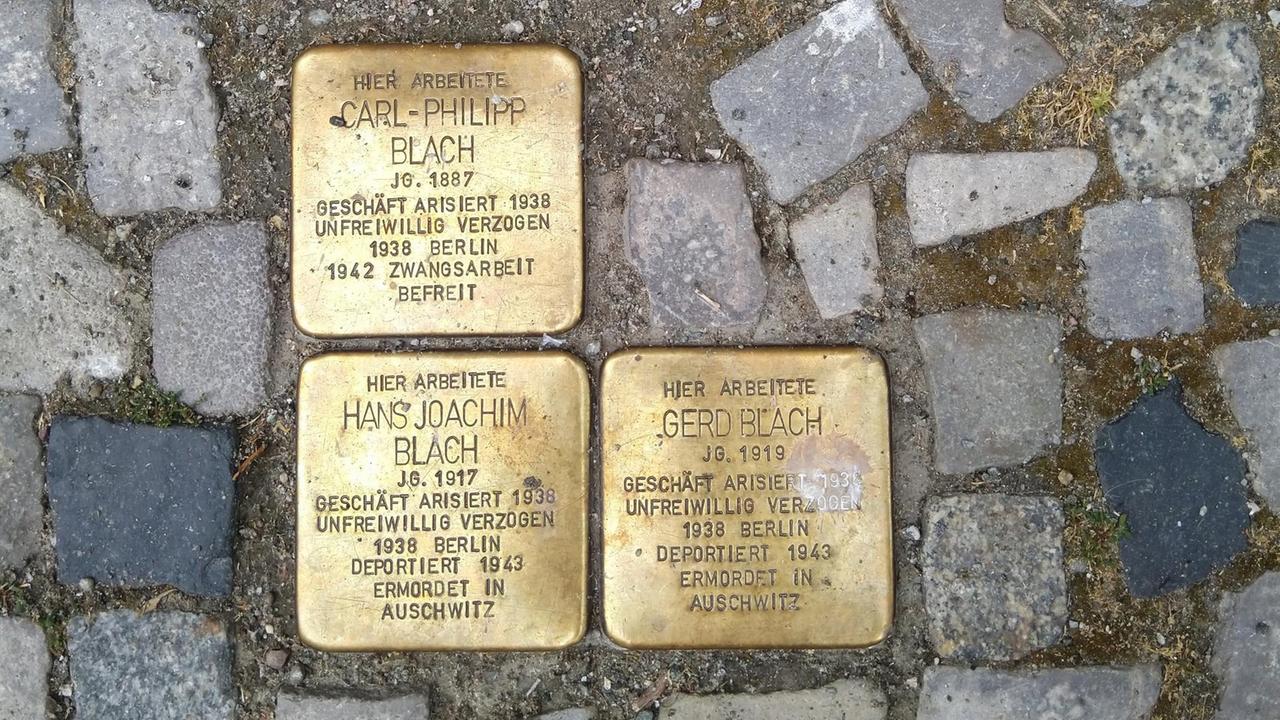 HIER ARBEITETE
CARL-PHILIPP
BLACH
JG. 1887
GESCHÄFT ARISIERT 1938
UNFREIWILLIG VERZOGEN
1938 BERLIN
1942 ZWANGSARBEIT
BEFREIT
HIER ARBEITETE
HANS JOACHIM
BLACH
JG. 1917
GESCHÄFT ARISIERT 1938
UNFREIWILLIG VERZOGEN
1938 BERLIN
DEPORTIERT 1943
ERMORDET IN
AUSCHWITZ
HIER ARBEITETE
GERD BLACH
JG. 1919
GESCHÄFT ARISIERT 1938
UNFREIWILLIG VERZOGEN
1938 BERLIN
DEPORTIERT 1943
ERMORDET IN
AUSCHWITZ